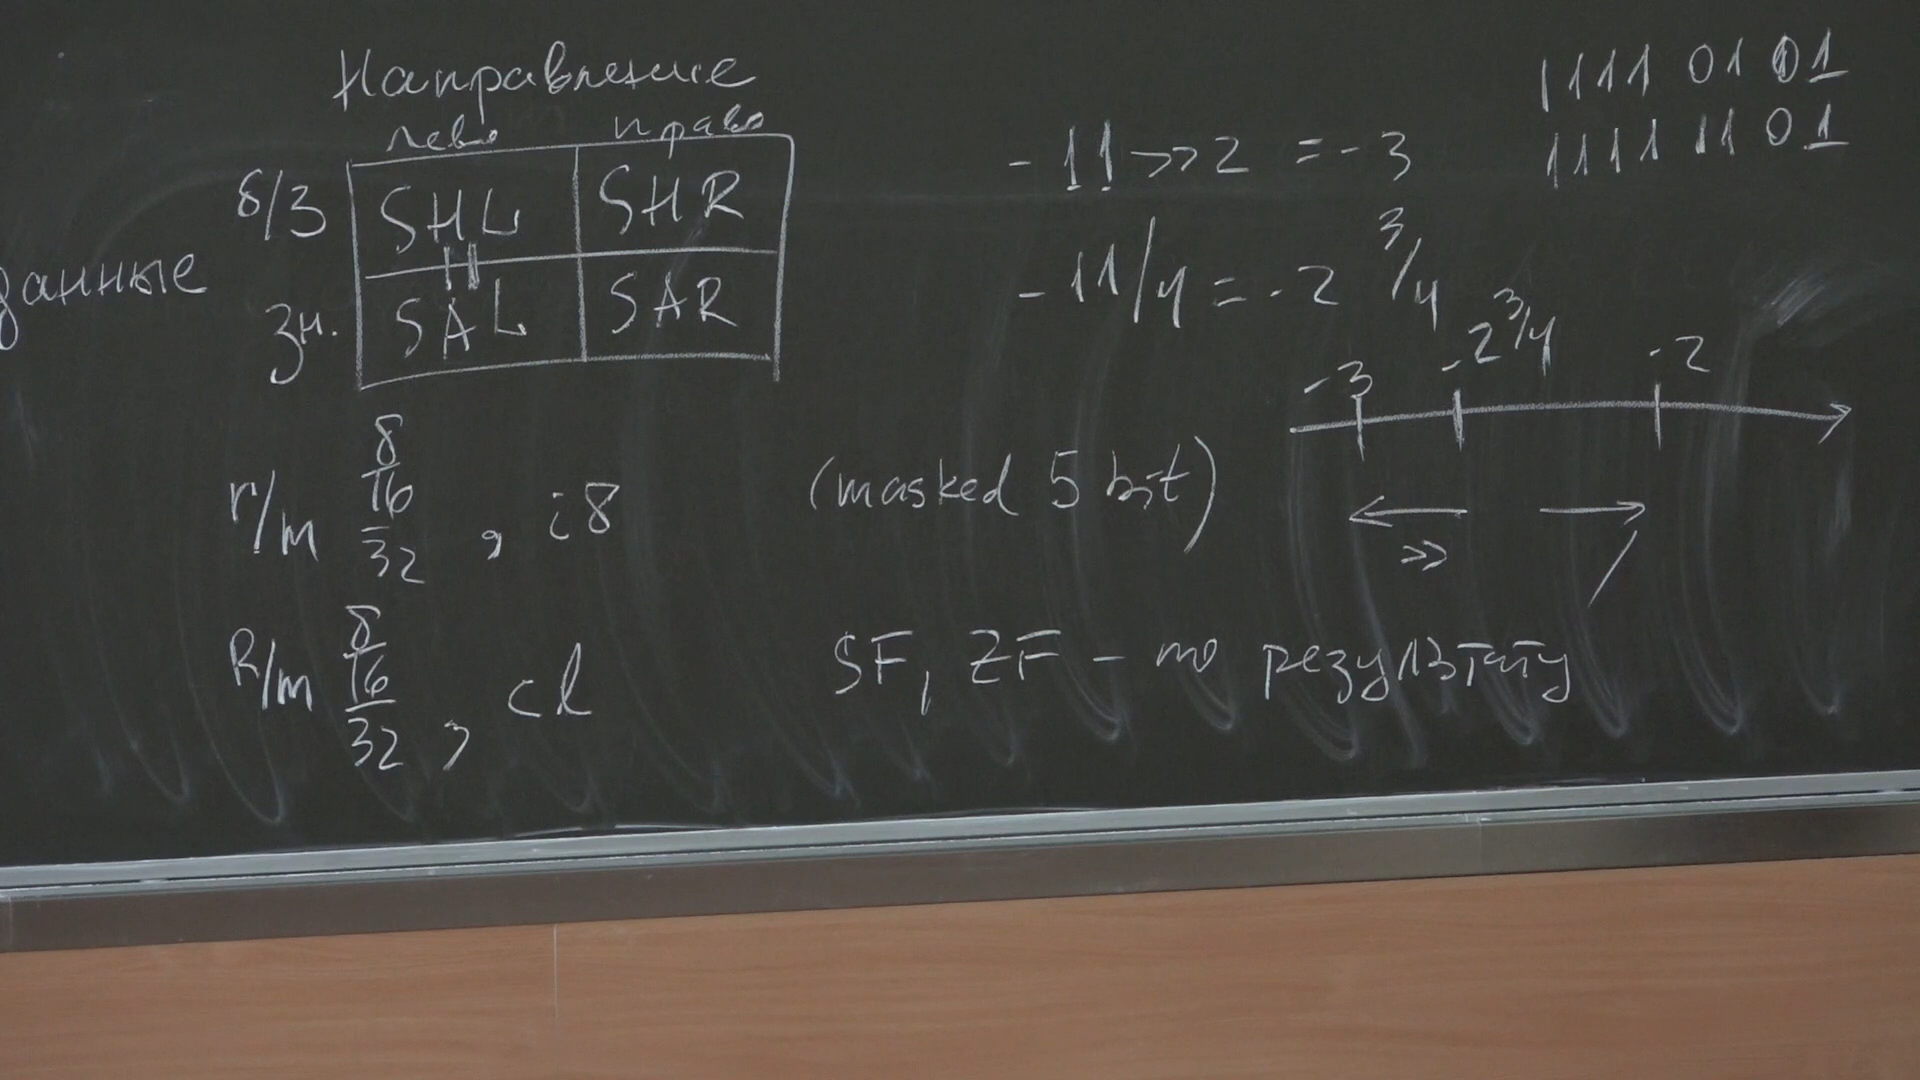 Направление
лево право
б/з SHL SHR
||
данные
зн. SAL SAR
r/m 8/16/32, i8
(masked 5 bit)
R/m 8/16/32, cl
SF, ZF - по результату
1111 0101
1111 1101
-11>>2 = -3
-11/4 = -2 3/4
-3 -2 3/4 -2
>> /